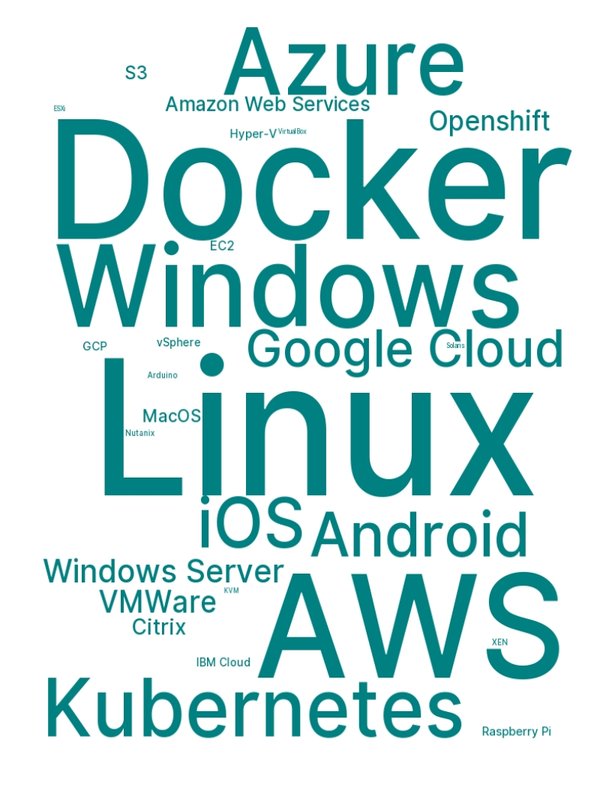 Azure
S3
Amazon Web Services
ESXi
Openshift
Hyper-V
VirtualBox
Docker
EC2
Windows
GCP
vSphere
Google Cloud
Solaris
Arduino
Linux
MacOS
Nutanix
iOS
Android
Windows Server
KVM
VMWare
AWS
Citrix
XEN
IBM Cloud
Kubernetes
Raspberry Pi